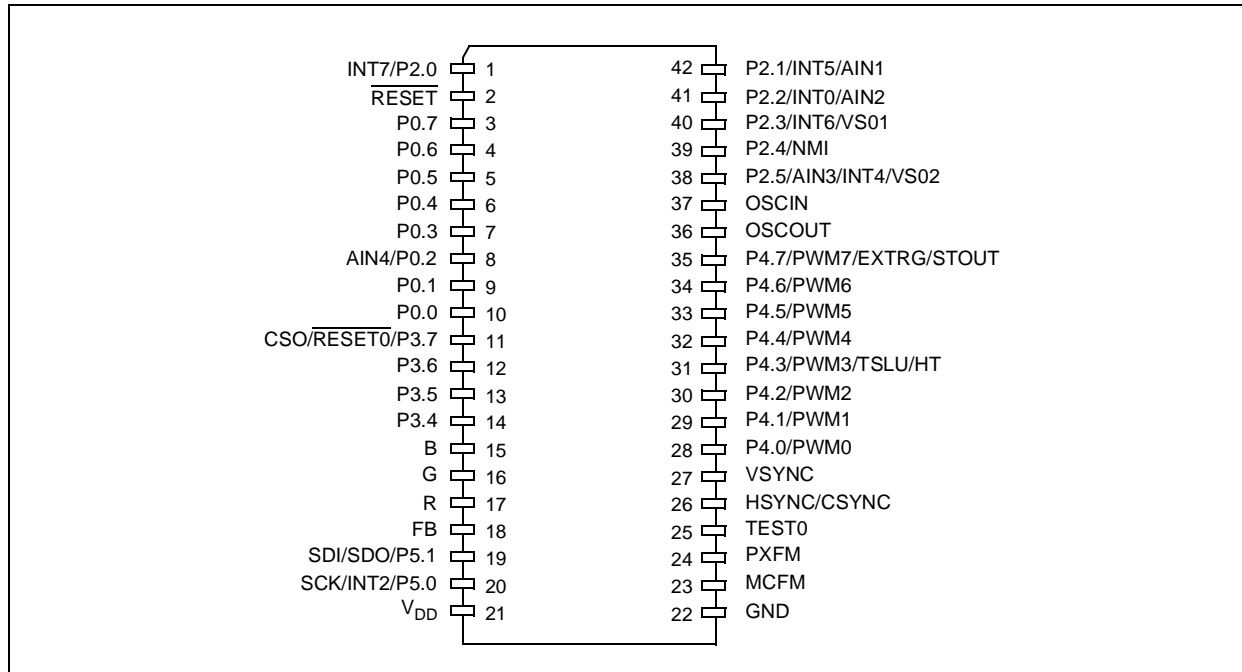 INT7/P2.0 1 42 P2.1/INT5/AIN1
RESET 2 41 P2.2/INT0/AIN2
P0.7 3 40 P2.3/INT6/VS01
P0.6 4 39 P2.4/NMI
P0.5 5 38 P2.5/AIN3/INT4/VS02
P0.4 6 37 OSCIN
P0.3 7 36 OSCOUT
AIN4/P0.2 8 35 P4.7/PWM7/EXTRG/STOUT
P0.1 9 34 P4.6/PWM6
P0.0 10 33 P4.5/PWM5
CSO/RESET0/P3.7 11 32 P4.4/PWM4
P3.6 12 31 P4.3/PWM3/TSLU/HT
P3.5 13 30 P4.2/PWM2
P3.4 14 29 P4.1/PWM1
B 15 28 P4.0/PWM0
G 16 27 VSYNC
R 17 26 HSYNC/CSYNC
FB 18 25 TEST0
SDI/SDO/P5.1 19 24 PXFM
SCK/INT2/P5.0 20 23 MCFM
VDD 21 22 GND